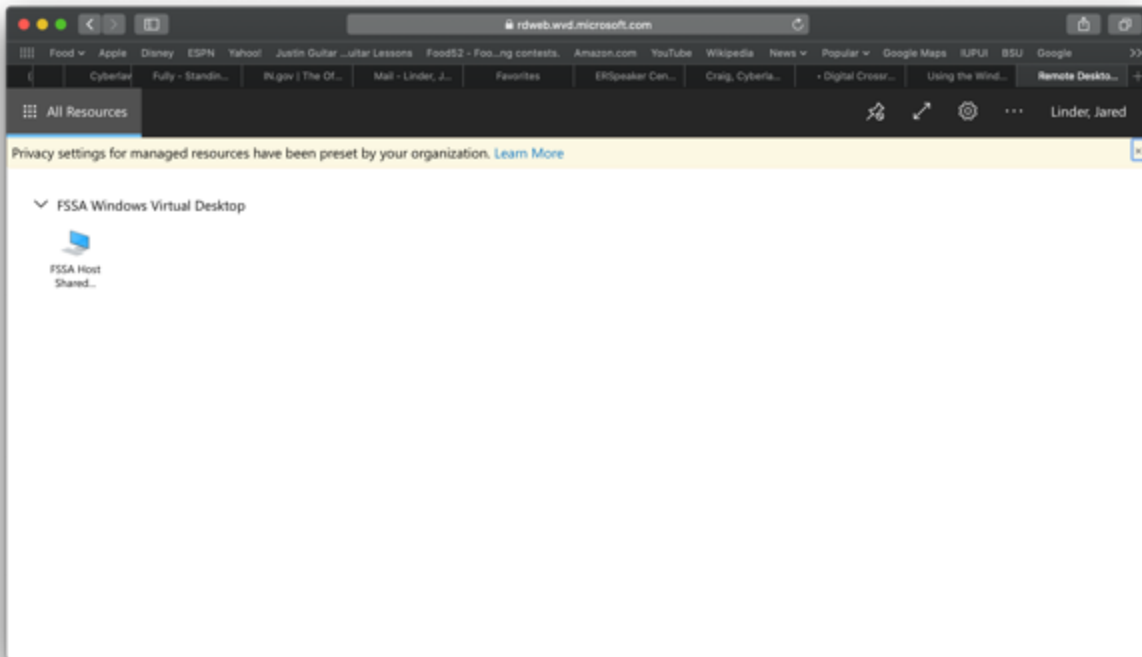 rdweb.wvd.microsoft.com
Food Apple Disney ESPN Yahoo! Justin Guitar ...uitar Lessons Food52 - Foo...ng contests. Amazon.com YouTube Wikipedia News Popular Google Maps IUPUI BSU Google >>
( Cyberlaw Fully - Standin... IN.gov | The Of... Mail - Linder, J... Favorites ERSpeaker Cen... Craig, Cyberla... • Digital Crossr... Using the Wind... Remote Deskto... +
All Resources ... Linder, Jared
Privacy settings for managed resources have been preset by your organization. Learn More
FSSA Windows Virtual Desktop
FSSA Host
Shared...